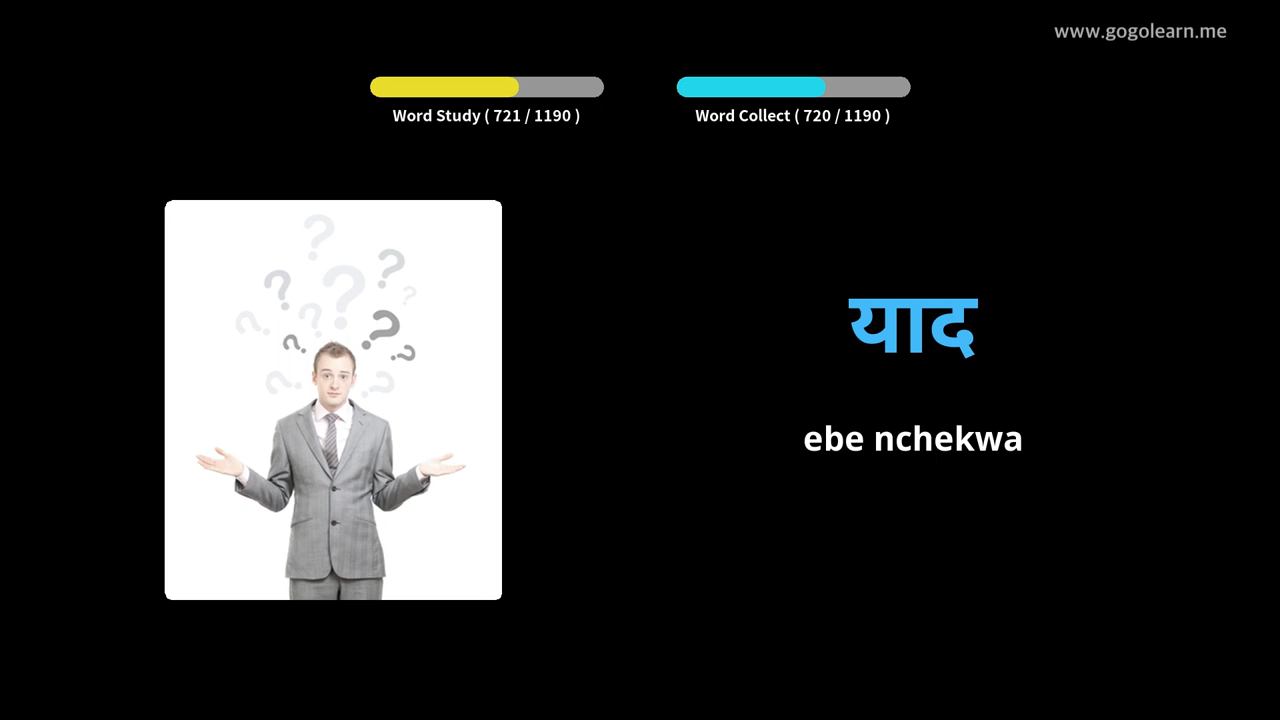 www.gogolearn.me
Word Study ( 721 / 1190 )
Word Collect ( 720 / 1190 )
याद
ebe nchekwa